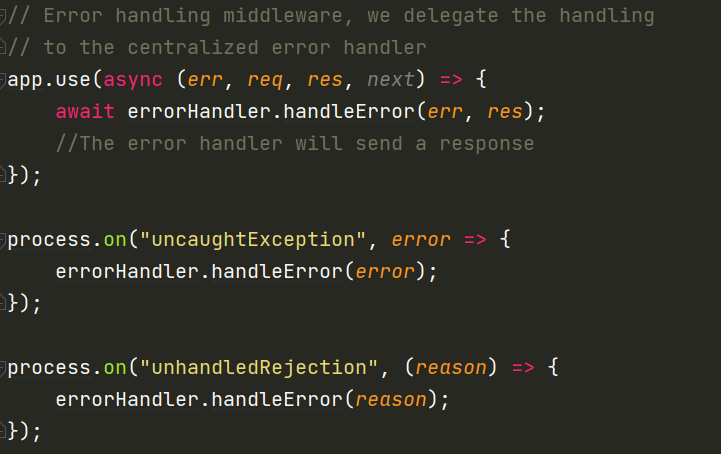 // Error handling middleware, we delegate the handling
// to the centralized error handler
app.use(async (err, req, res, next) => {
    await errorHandler.handleError(err, res);
    //The error handler will send a response
});

process.on("uncaughtException", error => {
    errorHandler.handleError(error);
});

process.on("unhandledRejection", (reason) => {
    errorHandler.handleError(reason);
});